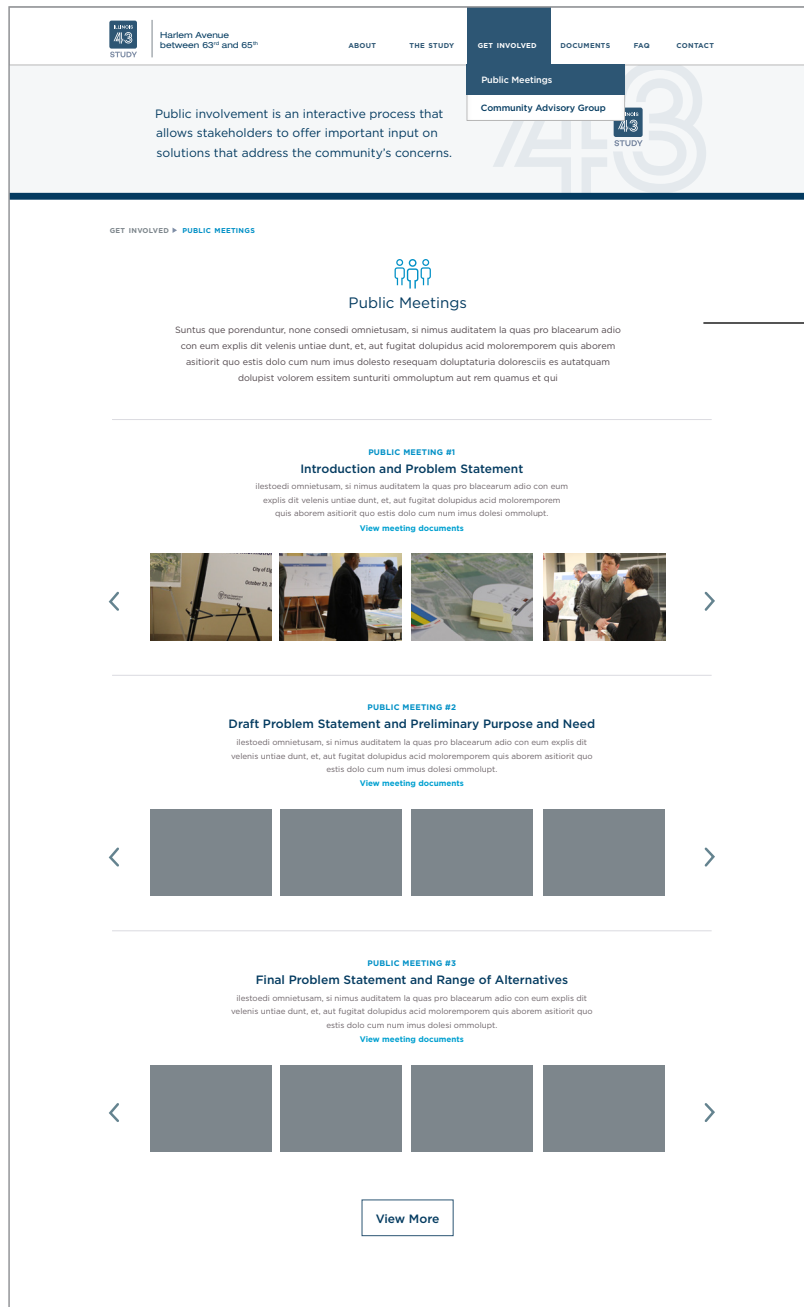 ILLINOIS
43
STUDY
Harlem Avenue
between 63rd and 65th
ABOUT THE STUDY GET INVOLVED DOCUMENTS FAQ CONTACT
Public Meetings
Community Advisory Group
Public involvement is an interactive process that
allows stakeholders to offer important input on
solutions that address the community's concerns.
43
43
STUDY
GET INVOLVED ▶ PUBLIC MEETINGS
Public Meetings
Suntus que porenduntur, none consedi omnietusam, si nimus auditatem la quas pro blacearum adio
con eum explis dit velenis untiae dunt, et, aut fugitat dolupidus acid moloremporem quis aborem
asitiorit quo estis dolo cum num imus dolesto resequam doluptaturia doloresciis es autatquam
dolupist volorem essitem sunturiti ommoluptum aut rem quamus et qui
PUBLIC MEETING #1
Introduction and Problem Statement
ilestoedi omnietusam, si nimus auditatem la quas pro blacearum adio con eum
explis dit velenis untiae dunt, et, aut fugitat dolupidus acid moloremporem
quis aborem asitiorit quo estis dolo cum num imus dolesi ommolupt.
View meeting documents
City of
October 29,
PUBLIC MEETING #2
Draft Problem Statement and Preliminary Purpose and Need
ilestoedi omnietusam, si nimus auditatem la quas pro blacearum adio con eum explis dit
velenis untiae dunt, et, aut fugitat dolupidus acid moloremporem quis aborem asitiorit quo
estis dolo cum num imus dolesi ommolupt.
View meeting documents
PUBLIC MEETING #3
Final Problem Statement and Range of Alternatives
ilestoedi omnietusam, si nimus auditatem la quas pro blacearum adio con eum explis dit
velenis untiae dunt, et, aut fugitat dolupidus acid moloremporem quis aborem asitiorit quo
estis dolo cum num imus dolesi ommolupt.
View meeting documents
View More